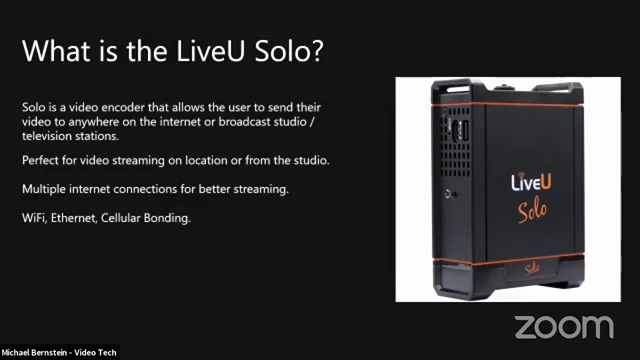 What is the LiveU Solo?
Solo is a video encoder that allows the user to send their
video to anywhere on the internet or broadcast studio /
television stations.
Perfect for video streaming on location or from the studio.
Multiple internet connections for better streaming.
WiFi, Ethernet, Cellular Bonding.
LiveU
Solo
Solo
zoom
Michael Bernstein - Video Tech